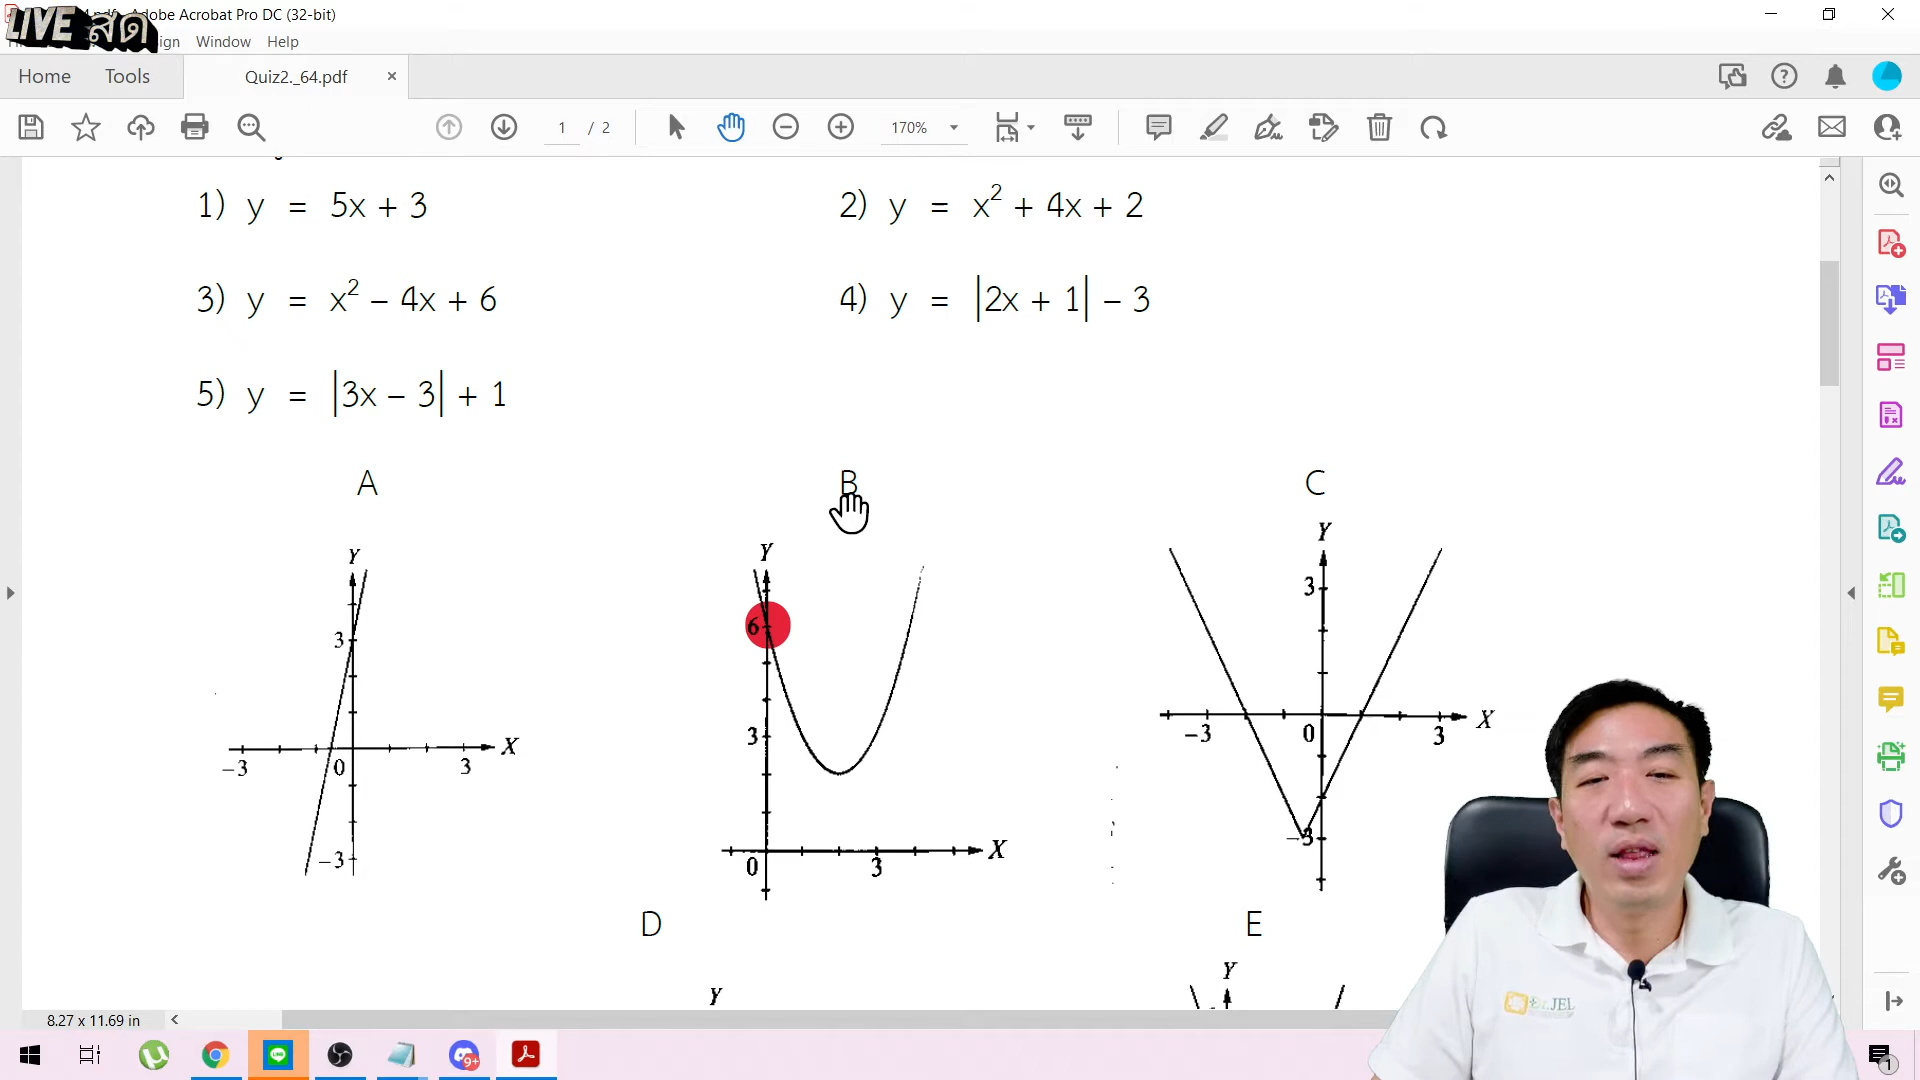 LIVE สด
Adobe Acrobat Pro DC (32-bit)
Window Help
Home Tools Quiz2._64.pdf ×
1 / 2 170%
1) y = 5x + 3
2) y = x² + 4x + 2
3) y = x² – 4x + 6
4) y = |2x + 1| – 3
5) y = |3x – 3| + 1
A
B
C
Y
3
–3 0 3 X
–3
Y
6
3
0 3 X
Y
3
–3 0 3 X
–3
D
E
Y
Y
8.27 x 11.69 in
JEL
9+
1